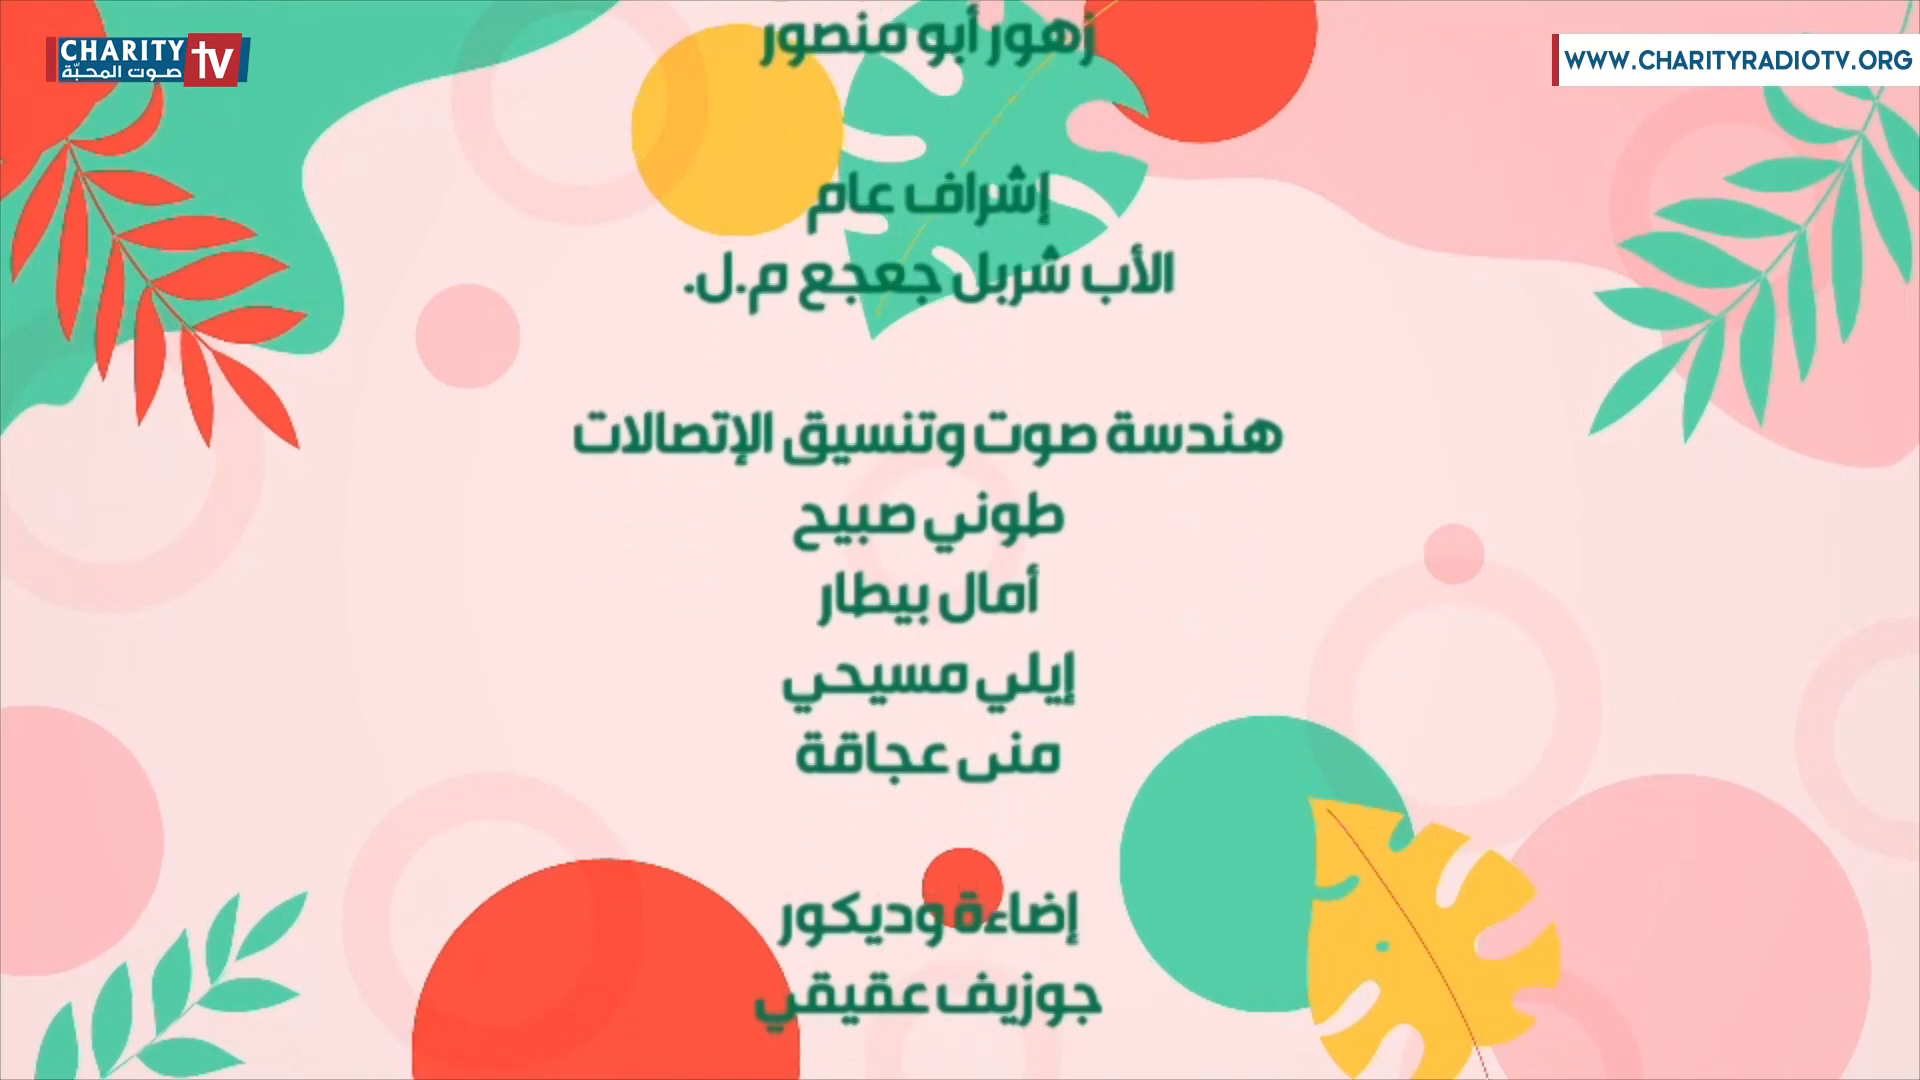 CHARITY tv
صوت المحبّة
WWW.CHARITYRADIOTV.ORG
زهور أبو منصور
إشراف عام
الأب شربل جعجع م.ل.
هندسة صوت وتنسيق الإتصالات
طوني صبيح
أمال بيطار
إيلي مسيحي
منى عجاقة
إضاءة وديكور
جوزيف عقيقي